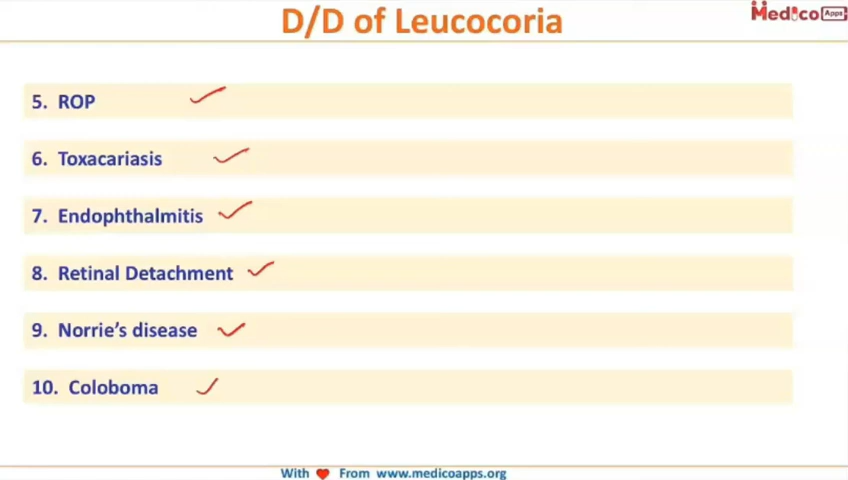 D/D of Leucocoria
Medico Apps
5. ROP
6. Toxacariasis
7. Endophthalmitis
8. Retinal Detachment
9. Norrie's disease
10. Coloboma
With From www.medicoapps.org